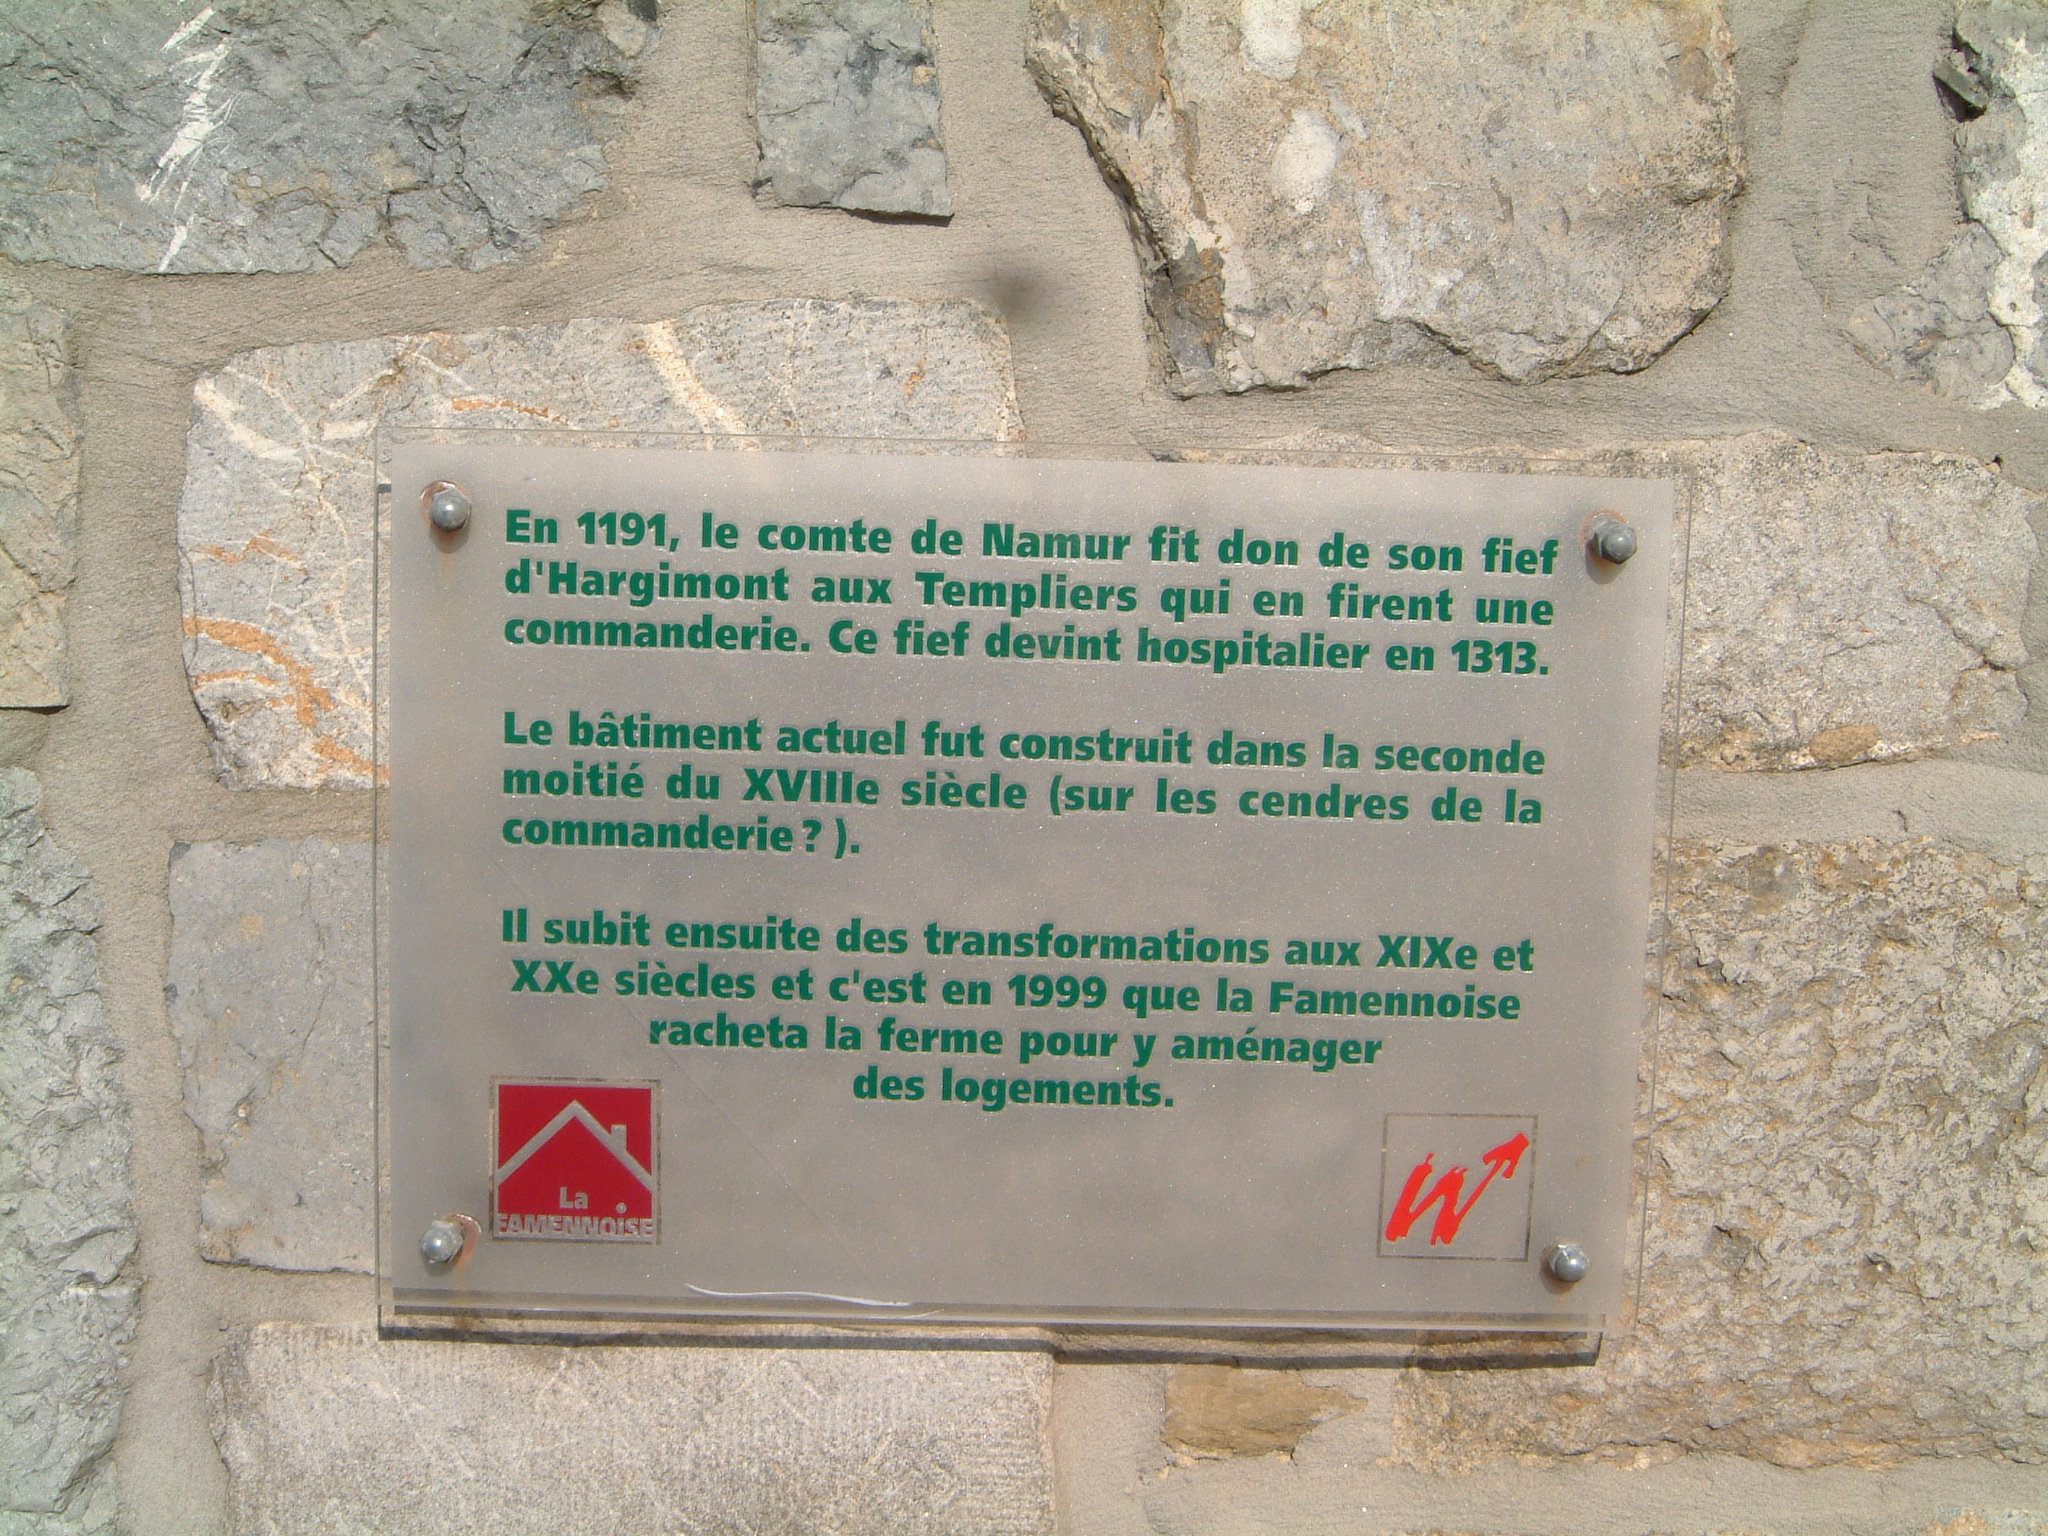 En 1191, le comte de Namur fit don de son fief
d'Hargimont aux Templiers qui en firent une
commanderie. Ce fief devint hospitalier en 1313.
Le bâtiment actuel fut construit dans la seconde
moitié du XVIIIe siècle (sur les cendres de la
commanderie ? ).
Il subit ensuite des transformations aux XIXe et
XXe siècles et c'est en 1999 que la Famennoise
racheta la ferme pour y aménager
des logements.
La
FAMENNOiSE
W